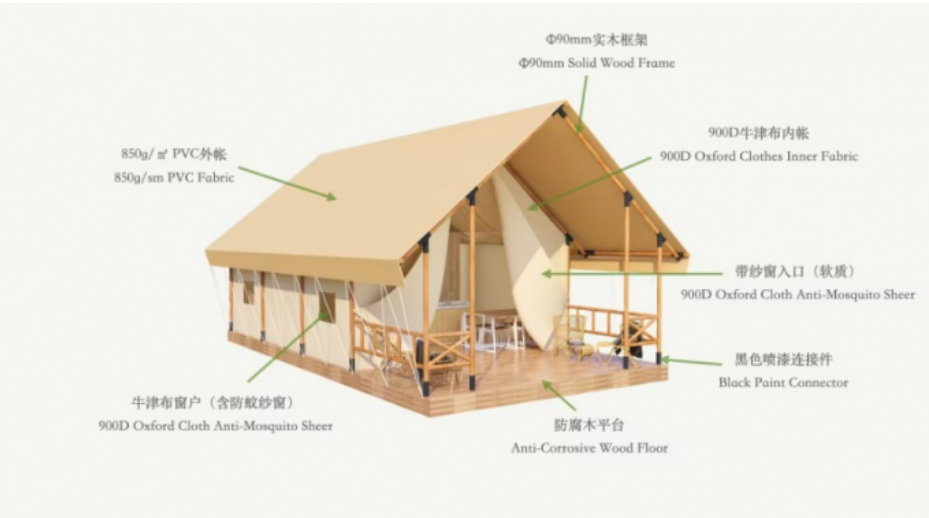 Φ90mm实木框架
Φ90mm Solid Wood Frame
900D牛津布内帐
900D Oxford Clothes Inner Fabric
850g/㎡ PVC外帐
850g/sm PVC Fabric
带纱窗入口（软质）
900D Oxford Cloth Anti-Mosquito Sheer
黑色喷漆连接件
Black Paint Connector
牛津布窗户（含防蚊纱窗）
900D Oxford Cloth Anti-Mosquito Sheer
防腐木平台
Anti-Corrosive Wood Floor